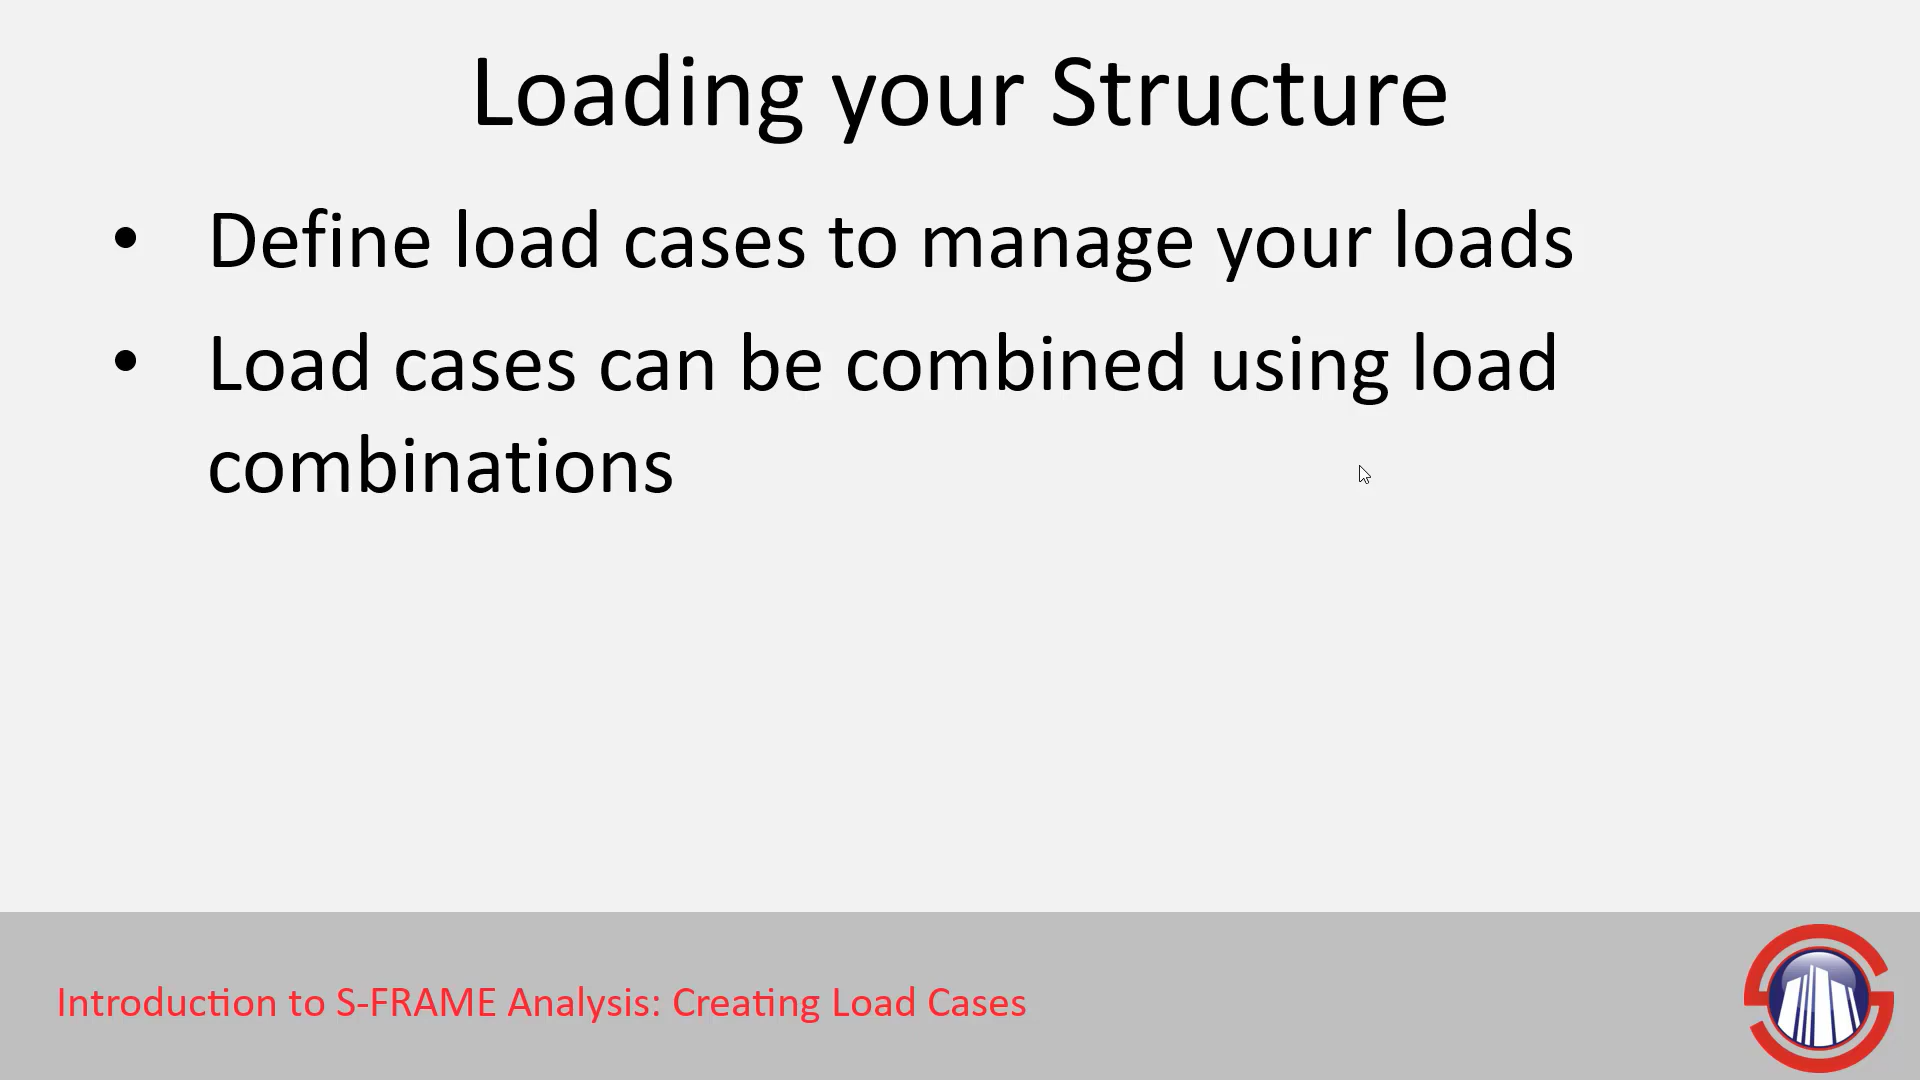 Loading your Structure
• Define load cases to manage your loads
• Load cases can be combined using load
combinations
Introduction to S-FRAME Analysis: Creating Load Cases